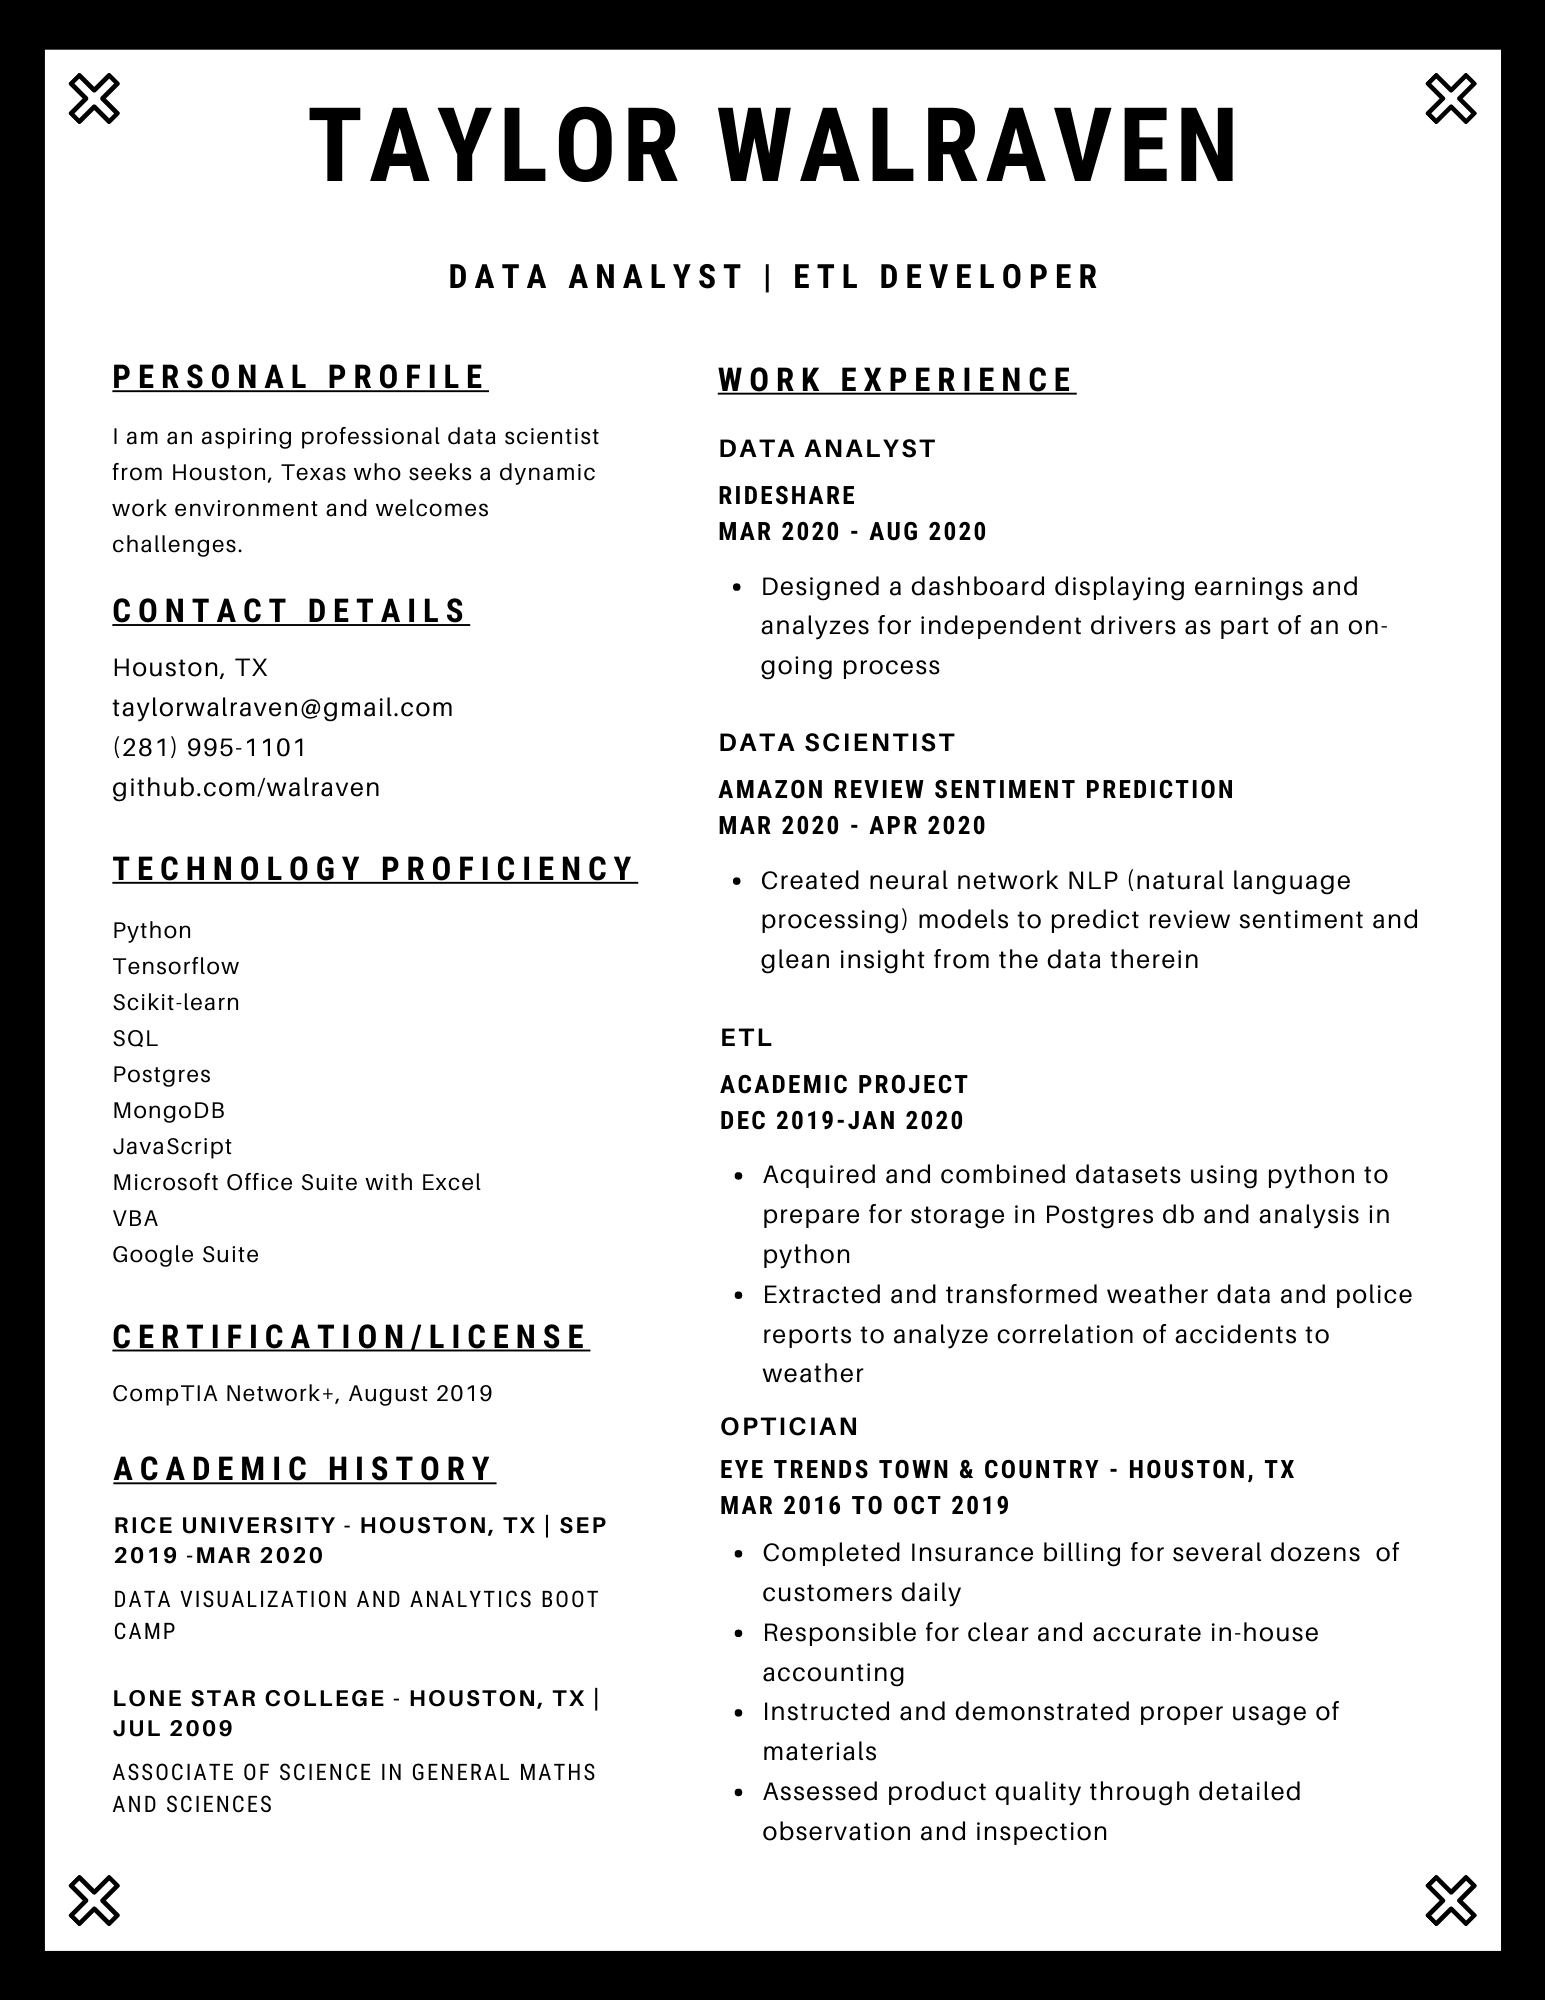 TAYLOR WALRAVEN
DATA ANALYST | ETL DEVELOPER
PERSONAL PROFILE
I am an aspiring professional data scientist
from Houston, Texas who seeks a dynamic
work environment and welcomes
challenges.
CONTACT DETAILS
Houston, TX
taylorwalraven@gmail.com
(281) 995-1101
github.com/walraven
TECHNOLOGY PROFICIENCY
Python
Tensorflow
Scikit-learn
SQL
Postgres
MongoDB
JavaScript
Microsoft Office Suite with Excel
VBA
Google Suite
CERTIFICATION/LICENSE
CompTIA Network+, August 2019
ACADEMIC HISTORY
RICE UNIVERSITY - HOUSTON, TX | SEP
2019 -MAR 2020
DATA VISUALIZATION AND ANALYTICS BOOT
CAMP
LONE STAR COLLEGE - HOUSTON, TX |
JUL 2009
ASSOCIATE OF SCIENCE IN GENERAL MATHS
AND SCIENCES
WORK EXPERIENCE
DATA ANALYST
RIDESHARE
MAR 2020 - AUG 2020
• Designed a dashboard displaying earnings and
analyzes for independent drivers as part of an on-
going process
DATA SCIENTIST
AMAZON REVIEW SENTIMENT PREDICTION
MAR 2020 - APR 2020
• Created neural network NLP (natural language
processing) models to predict review sentiment and
glean insight from the data therein
ETL
ACADEMIC PROJECT
DEC 2019-JAN 2020
• Acquired and combined datasets using python to
prepare for storage in Postgres db and analysis in
python
• Extracted and transformed weather data and police
reports to analyze correlation of accidents to
weather
OPTICIAN
EYE TRENDS TOWN & COUNTRY - HOUSTON, TX
MAR 2016 TO OCT 2019
• Completed Insurance billing for several dozens  of
customers daily
• Responsible for clear and accurate in-house
accounting
• Instructed and demonstrated proper usage of
materials
• Assessed product quality through detailed
observation and inspection